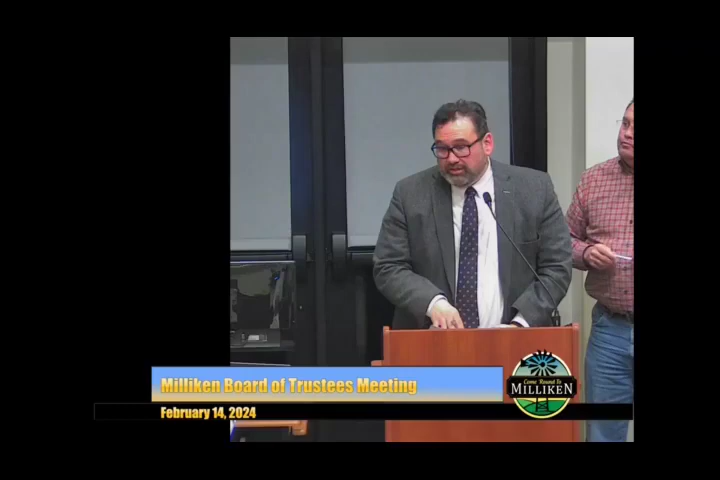 Milliken Board of Trustees Meeting
Come 'Round To
MILLIKEN
February 14, 2024